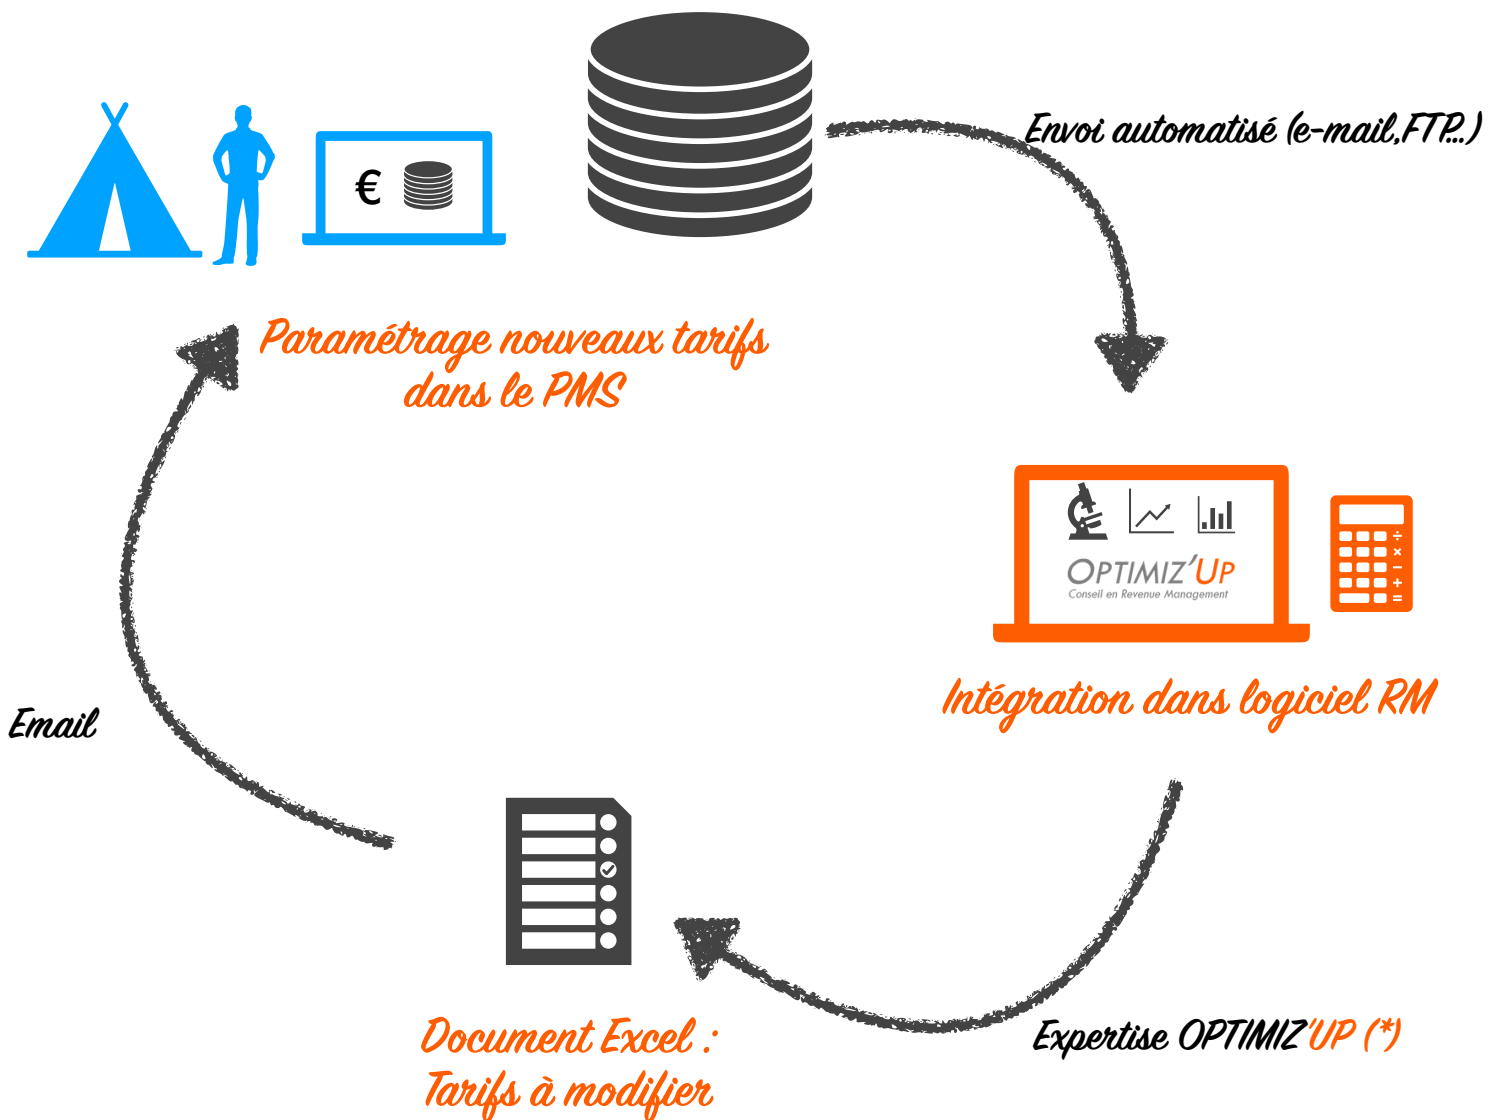 Envoi automatisé (e-mail,FTP...)
€
Paramétrage nouveaux tarifs
dans le PMS
OPTIMIZ'UP
Conseil en Revenue Management
Intégration dans logiciel RM
Email
Expertise OPTIMIZ'UP (*)
Document Excel :
Tarifs à modifier